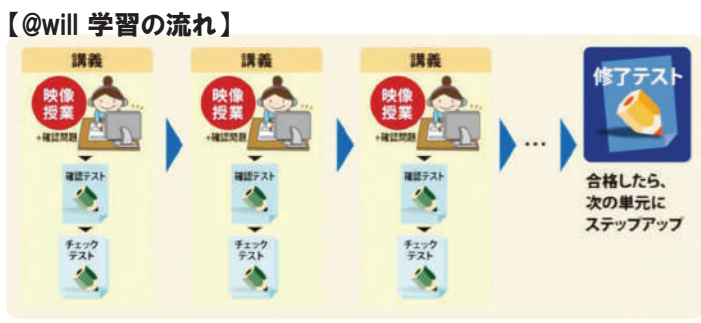 【@will 学習の流れ】
講義
映像
授業
+確認問題
確認テスト
チェック
テスト
講義
映像
授業
+確認問題
確認テスト
チェック
テスト
講義
映像
授業
+確認問題
確認テスト
チェック
テスト
…
修了テスト
合格したら、
次の単元に
ステップアップ